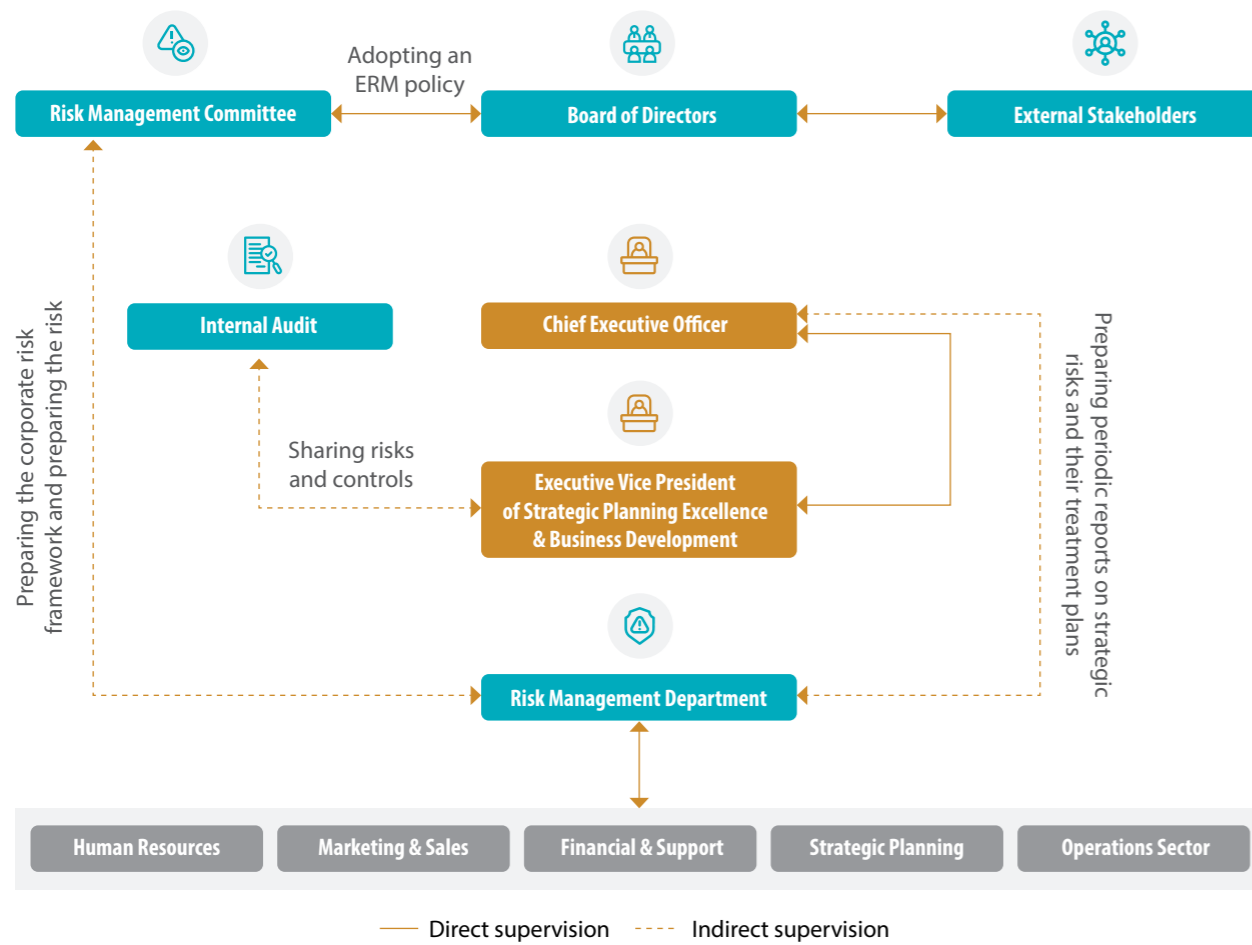 Adopting an
ERM policy
Risk Management Committee
Board of Directors
External Stakeholders
Preparing the corporate risk
framework and preparing the risk
Internal Audit
Chief Executive Officer
Preparing periodic reports on strategic
risks and their treatment plans
Sharing risks
and controls
Executive Vice President
of Strategic Planning Excellence
& Business Development
Risk Management Department
Human Resources
Marketing & Sales
Financial & Support
Strategic Planning
Operations Sector
Direct supervision
Indirect supervision